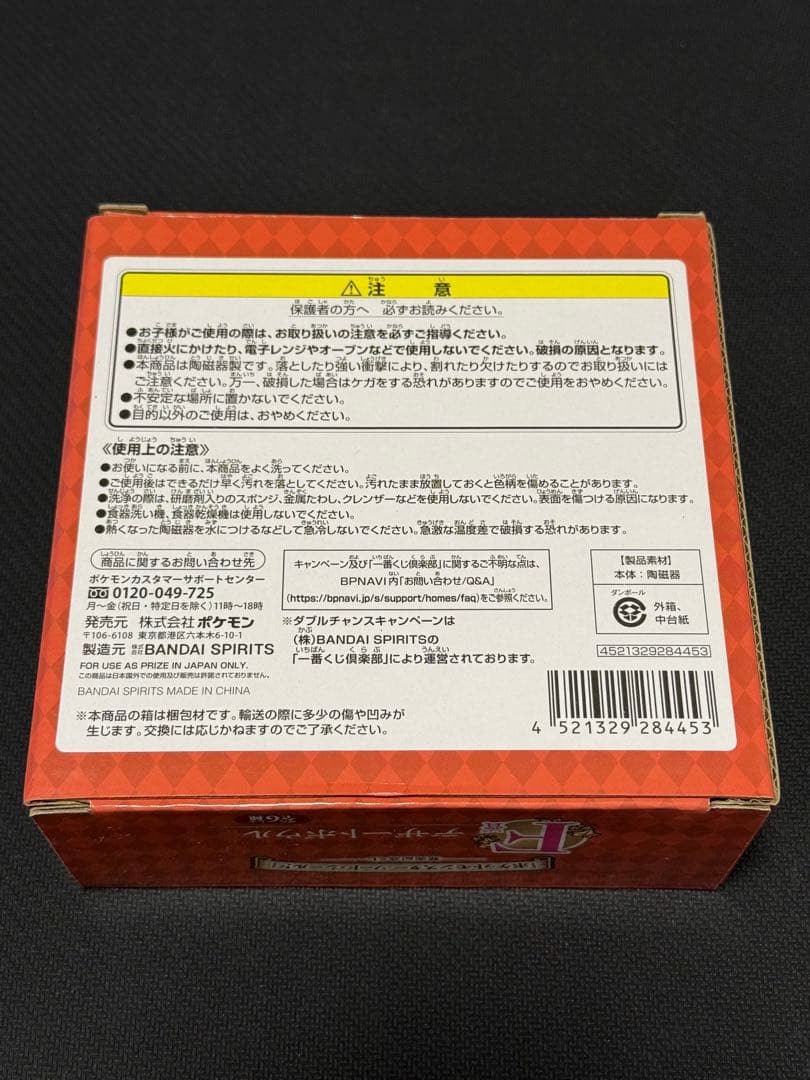 ⚠注意
保護者の方へ 必ずお読みください。
●お子様がご使用の際は、お取り扱いの注意を必ずご指導ください。
●直接火にかけたり、電子レンジやオーブンなどで使用しないでください。破損の原因となります。
●本商品は陶磁器製です。落としたり強い衝撃により、割れたり欠けたりするのでお取り扱いには
ご注意ください。万一、破損した場合はケガをする恐れがありますのでご使用をおやめください。
●不安定な場所に置かないでください。
●目的以外のご使用は、おやめください。
《使用上の注意》
●お使いになる前に、本商品をよく洗ってください。
●ご使用後はできるだけ早く汚れを落としてください。汚れたまま放置しておくと色柄を傷めることがあります。
●洗浄の際は、研磨剤入りのスポンジ、金属たわし、クレンザーなどを使用しないでください。表面を傷つける原因になります。
●食器洗い機、食器乾燥機は使用しないでください。
●熱くなった陶磁器を水につけるなどして急冷しないでください。急激な温度差で破損する恐れがあります。
商品に関するお問い合わせ先
ポケモンカスタマーサポートセンター
0120-049-725
月～金(祝日・特定日を除く)11時～18時
発売元 株式会社ポケモン
〒106-6108 東京都港区六本木6-10-1
製造元 株式会社BANDAI SPIRITS
FOR USE AS PRIZE IN JAPAN ONLY.
この商品は日本国外での使用及び販売は許諾されておりません。
BANDAI SPIRITS MADE IN CHINA
キャンペーン及び「一番くじ倶楽部」に関するご不明な点は、
BPNAVI内「お問い合わせ/Q&A」
(https://bpnavi.jp/s/support/homes/faq)をご参照ください。
※ダブルチャンスキャンペーンは
(株)BANDAI SPIRITSの
「一番くじ倶楽部」により運営されております。
【製品素材】
本体：陶磁器
ダンボール
外箱、
中台紙
4521329284453
※本商品の箱は梱包材です。輸送の際に多少の傷や凹みが
生じます。交換には応じかねますのでご了承ください。
4 521329 284453
F賞
デザートボウル
全6種